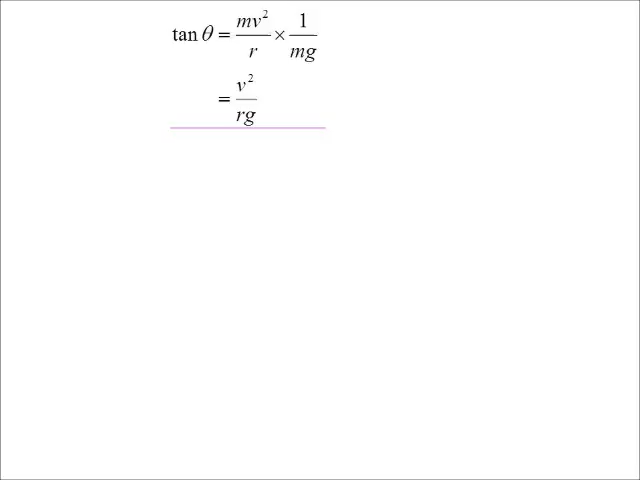 tan θ = mv²/r × 1/mg
= v²/rg